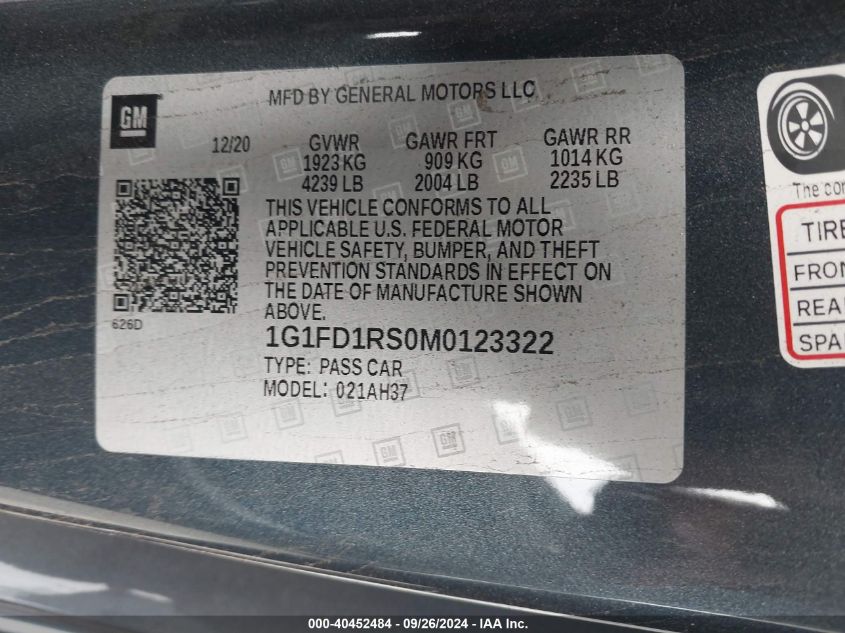 MFD BY GENERAL MOTORS LLC
GM
12/20 GVWR GAWR FRT GAWR RR
1923 KG 909 KG 1014 KG
4239 LB 2004 LB 2235 LB
THIS VEHICLE CONFORMS TO ALL
APPLICABLE U.S. FEDERAL MOTOR
VEHICLE SAFETY, BUMPER, AND THEFT
PREVENTION STANDARDS IN EFFECT ON
THE DATE OF MANUFACTURE SHOWN
ABOVE.
626D
1G1FD1RS0M0123322
TYPE: PASS CAR
MODEL: 021AH37
The
TIRE
000-40452484 - 09/26/2024 - IAA Inc.